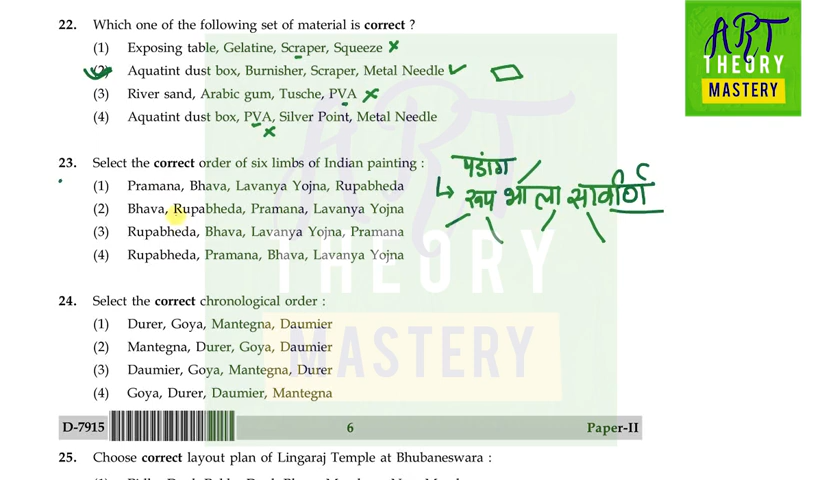 22. Which one of the following set of material is correct ?
(1) Exposing table, Gelatine, Scraper, Squeeze
(2) Aquatint dust box, Burnisher, Scraper, Metal Needle
(3) River sand, Arabic gum, Tusche, PVA
(4) Aquatint dust box, PVA, Silver Point, Metal Needle
ART
THEORY
MASTERY
23. Select the correct order of six limbs of Indian painting :
(1) Pramana, Bhava, Lavanya Yojna, Rupabheda
(2) Bhava, Rupabheda, Pramana, Lavanya Yojna
(3) Rupabheda, Bhava, Lavanya Yojna, Pramana
(4) Rupabheda, Pramana, Bhava, Lavanya Yojna
षडांग
रूप भा ला सा
THEORY
MASTERY
24. Select the correct chronological order :
(1) Durer, Goya, Mantegna, Daumier
(2) Mantegna, Durer, Goya, Daumier
(3) Daumier, Goya, Mantegna, Durer
(4) Goya, Durer, Daumier, Mantegna
D-7915 6 Paper-II
25. Choose correct layout plan of Lingaraj Temple at Bhubaneswara :